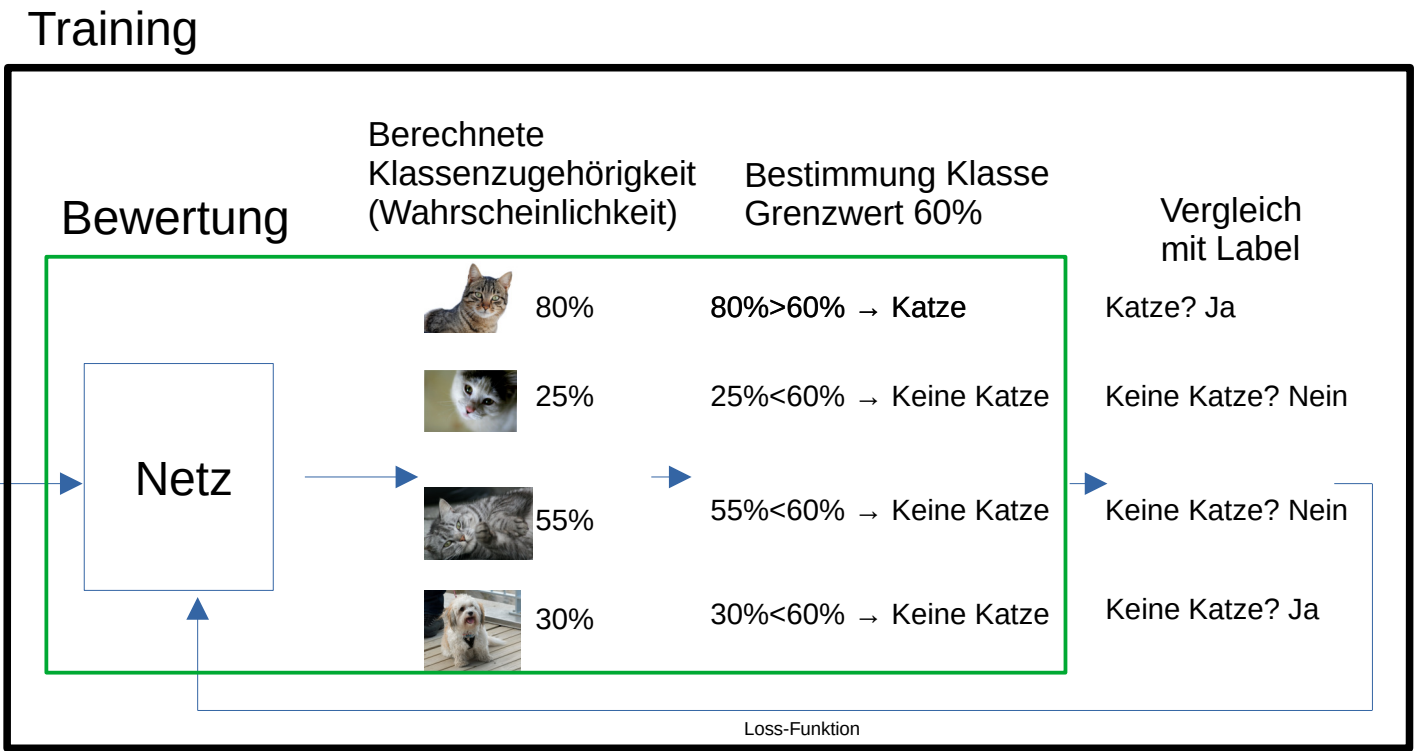 Training
Berechnete
Klassenzugehörigkeit
(Wahrscheinlichkeit)
Bestimmung Klasse
Grenzwert 60%
Vergleich
mit Label
Bewertung
80%
80%>60% → Katze
Katze? Ja
25%
25%<60% → Keine Katze
Keine Katze? Nein
Netz
55%
55%<60% → Keine Katze
Keine Katze? Nein
30%
30%<60% → Keine Katze
Keine Katze? Ja
Loss-Funktion